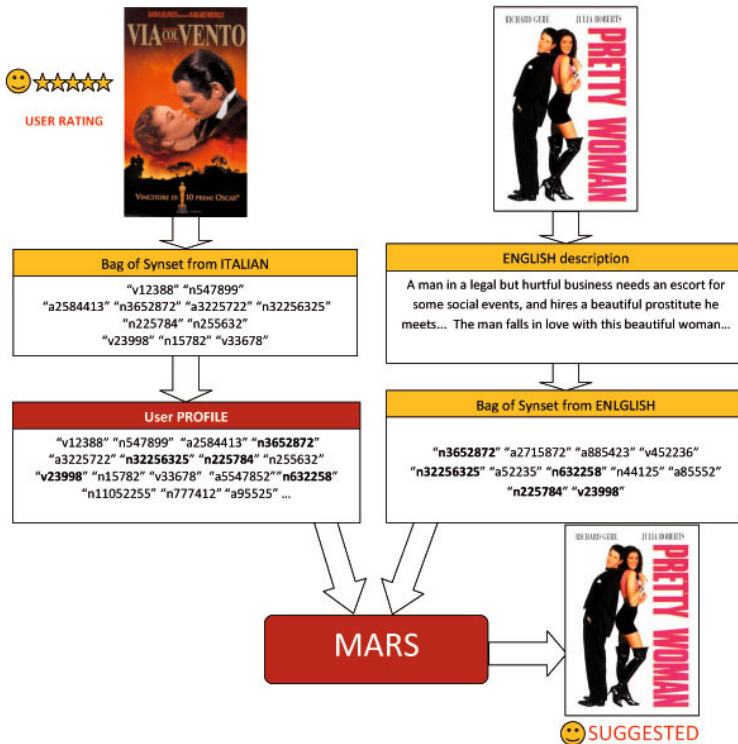 VIA COL VENTO
USER RATING
VINCITORE DI 10 PREMI OSCAR
RICHARD GERE JULIA ROBERTS
PRETTY WOMAN
Bag of Synset from ITALIAN
“v12388” “n547899”
“a2584413” “n3652872” “a3225722” “n32256325”
“n225784” “n255632”
“v23998” “n15782” “v33678”
ENGLISH description
A man in a legal but hurtful business needs an escort for
some social events, and hires a beautiful prostitute he
meets... The man falls in love with this beautiful woman...
User PROFILE
“v12388” “n547899” “a2584413” “n3652872”
“a3225722” “n32256325” “n225784” “n255632”
“v23998” “n15782” “v33678” “a5547852” “n632258”
“n11052255” “n777412” “a95525” ...
Bag of Synset from ENLGLISH
“n3652872” “a2715872” “a885423” “v452236”
“n32256325” “a52235” “n632258” “n44125” “a85552”
“n225784” “v23998”
MARS
RICHARD GERE JULIA ROBERTS
PRETTY WOMAN
SUGGESTED